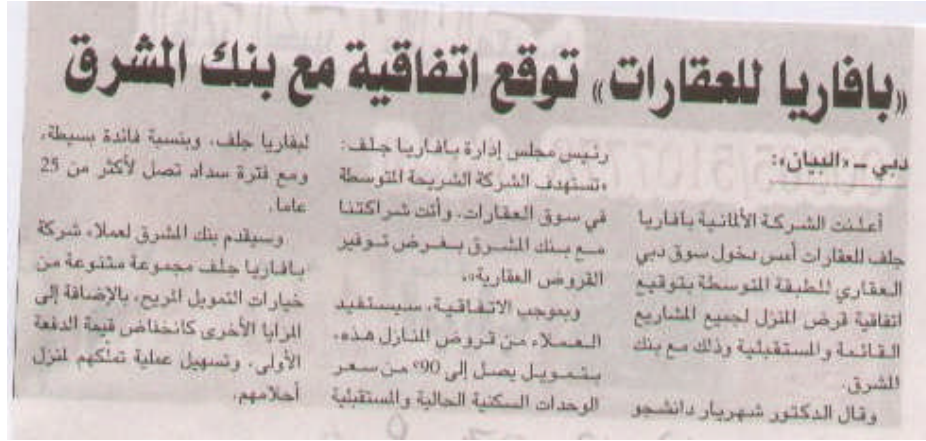 «بافاريا للعقارات» توقع اتفاقية مع بنك المشرق
دبي ــ «البيان»:
أعلنت الشركة الألمانية بافاريا
جلف للعقارات أمس دخول سوق دبي
العقاري للطبقة المتوسطة بتوقيع
اتفاقية قرض المنزل لجميع المشاريع
القائمة والمستقبلية وذلك مع بنك
المشرق.
وقال الدكتور شهريار دانشجو
رئيس مجلس إدارة بافاريا جلف:
«تستهدف الشركة الشريحة المتوسطة
في سوق العقارات. وأتت شراكتنا
مع بنك المشرق بغرض توفير
القروض العقارية».
وبموجب الاتفاقية، سيستفيد
العملاء من قروض المنازل هذه،
بتمويل يصل إلى 90% من سعر
الوحدات السكنية الحالية والمستقبلية
لبفاريا جلف، وبنسبة فائدة بسيطة،
ومع فترة سداد تصل لأكثر من 25
عاما.
وسيقدم بنك المشرق لعملاء شركة
بافاريا جلف مجموعة متنوعة من
خيارات التمويل المريح، بالإضافة إلى
المزايا الأخرى كانخفاض قيمة الدفعة
الأولى، وتسهيل عملية تملكهم لمنزل
أحلامهم.